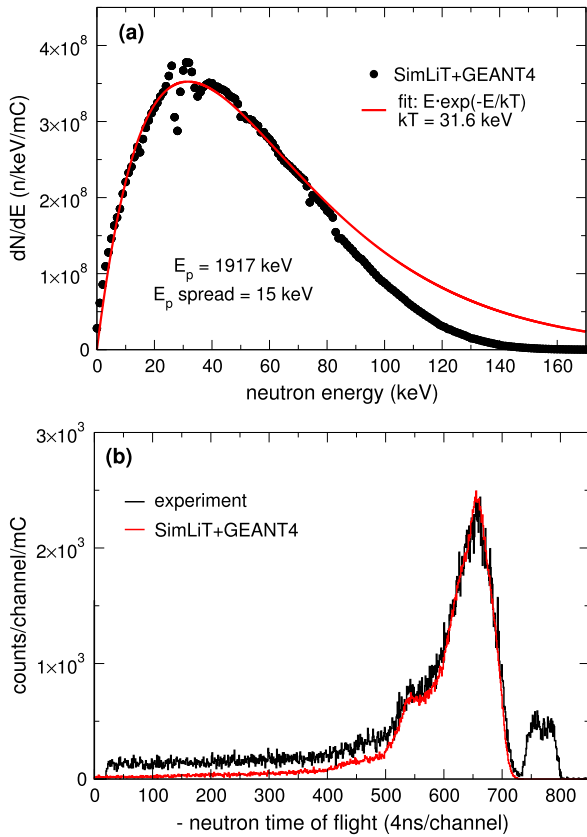 (a)
4×10⁸
3×10⁸
2×10⁸
1×10⁸
0
dN/dE (n/keV/mC)
SimLiT+GEANT4
fit: E·exp(-E/kT)
kT = 31.6 keV
Eₚ = 1917 keV
Eₚ spread = 15 keV
0 20 40 60 80 100 120 140 160
neutron energy (keV)
(b)
3×10³
2×10³
1×10³
0
counts/channel/mC
experiment
SimLiT+GEANT4
0 100 200 300 400 500 600 700 800
- neutron time of flight (4ns/channel)